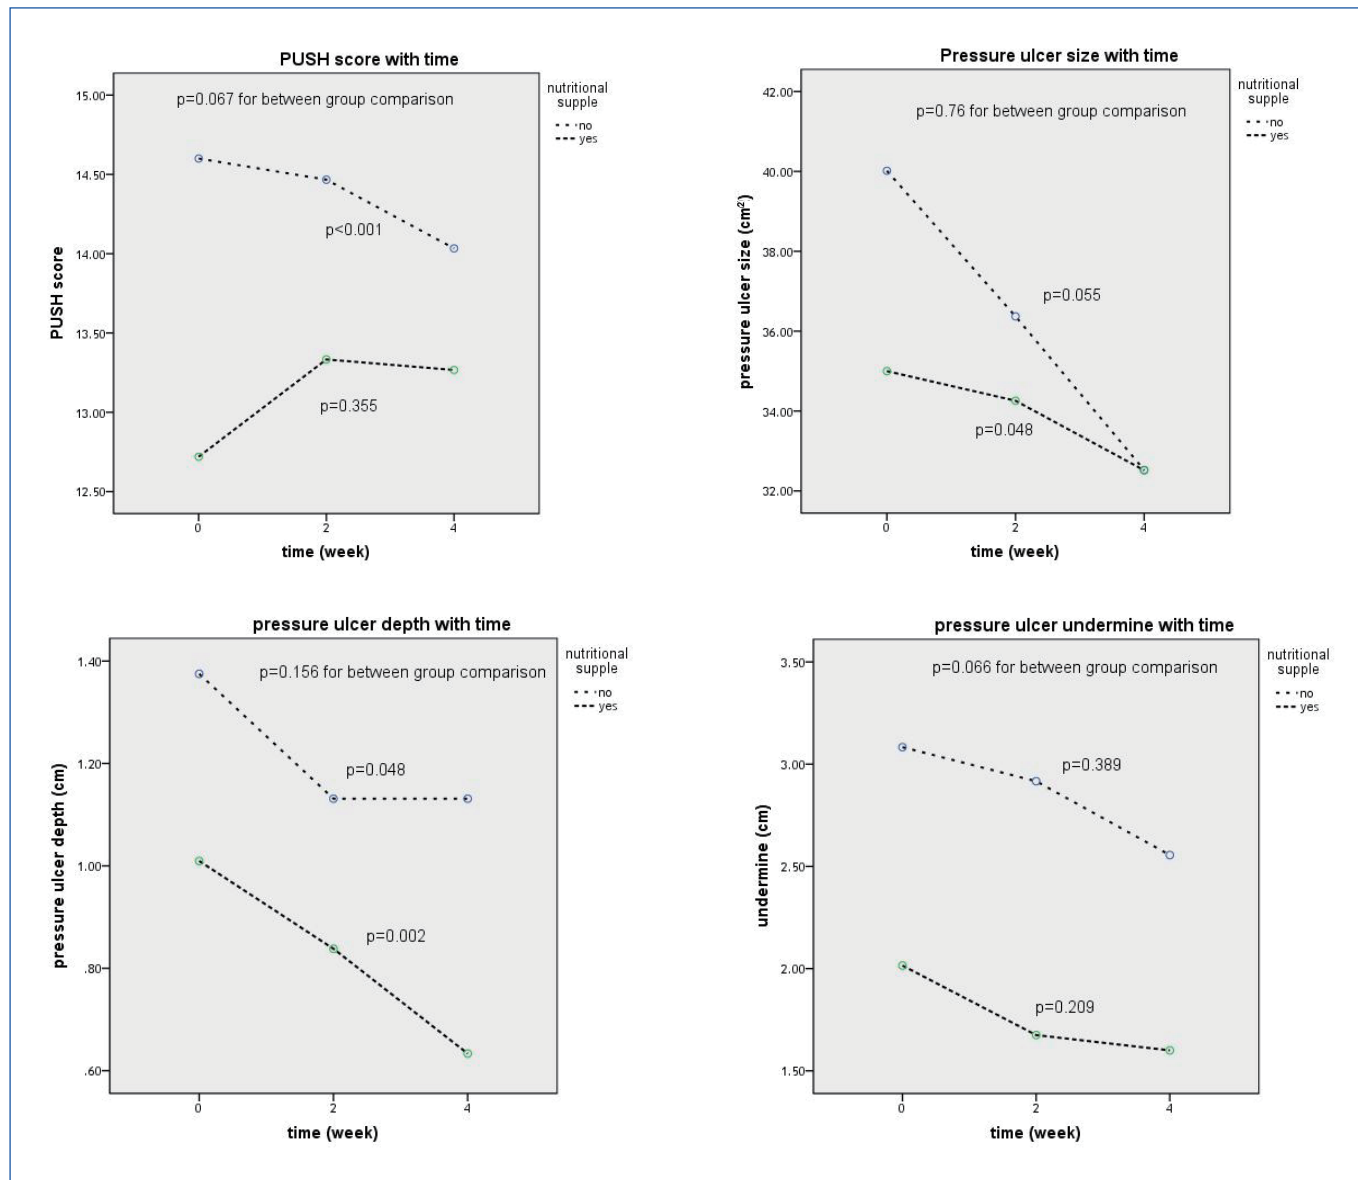 PUSH score with time
p=0.067 for between group comparison
nutritional
supple
no
yes
15.00
14.50
14.00
13.50
13.00
12.50
PUSH score
p<0.001
p=0.355
0
2
4
time (week)
Pressure ulcer size with time
p=0.76 for between group comparison
nutritional
supple
no
yes
42.00
40.00
38.00
36.00
34.00
32.00
pressure ulcer size (cm²)
p=0.055
p=0.048
0
2
4
time (week)
pressure ulcer depth with time
p=0.156 for between group comparison
nutritional
supple
no
yes
1.40
1.20
1.00
.80
.60
pressure ulcer depth (cm)
p=0.048
p=0.002
0
2
4
time (week)
pressure ulcer undermine with time
p=0.066 for between group comparison
nutritional
supple
no
yes
3.50
3.00
2.50
2.00
1.50
undermine (cm)
p=0.389
p=0.209
0
2
4
time (week)